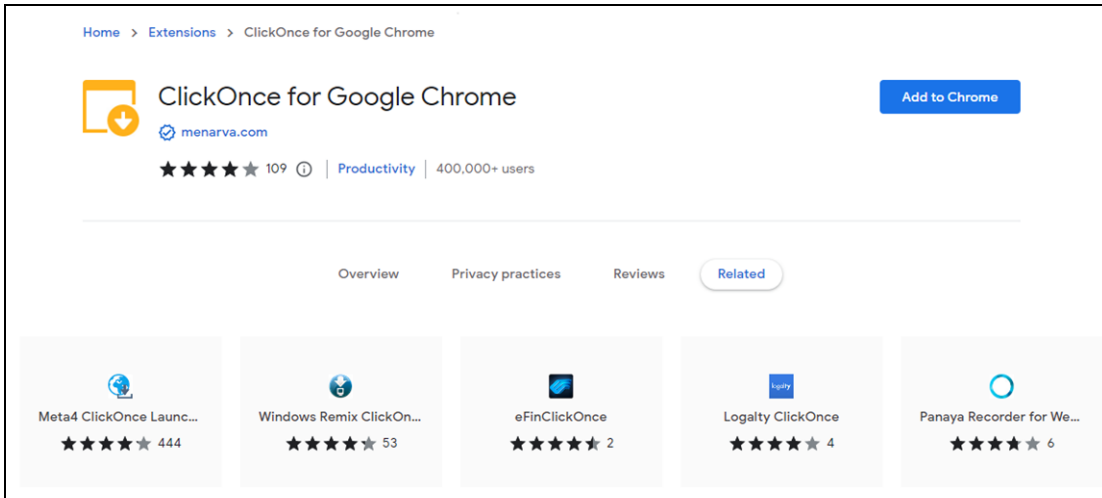 Home > Extensions > ClickOnce for Google Chrome
ClickOnce for Google Chrome
Add to Chrome
menarva.com
109 Productivity 400,000+ users
Overview Privacy practices Reviews Related
logalty
Meta4 ClickOnce Launc... Windows Remix ClickOn... eFinClickOnce Logalty ClickOnce Panaya Recorder for We...
444 53 2 4 6